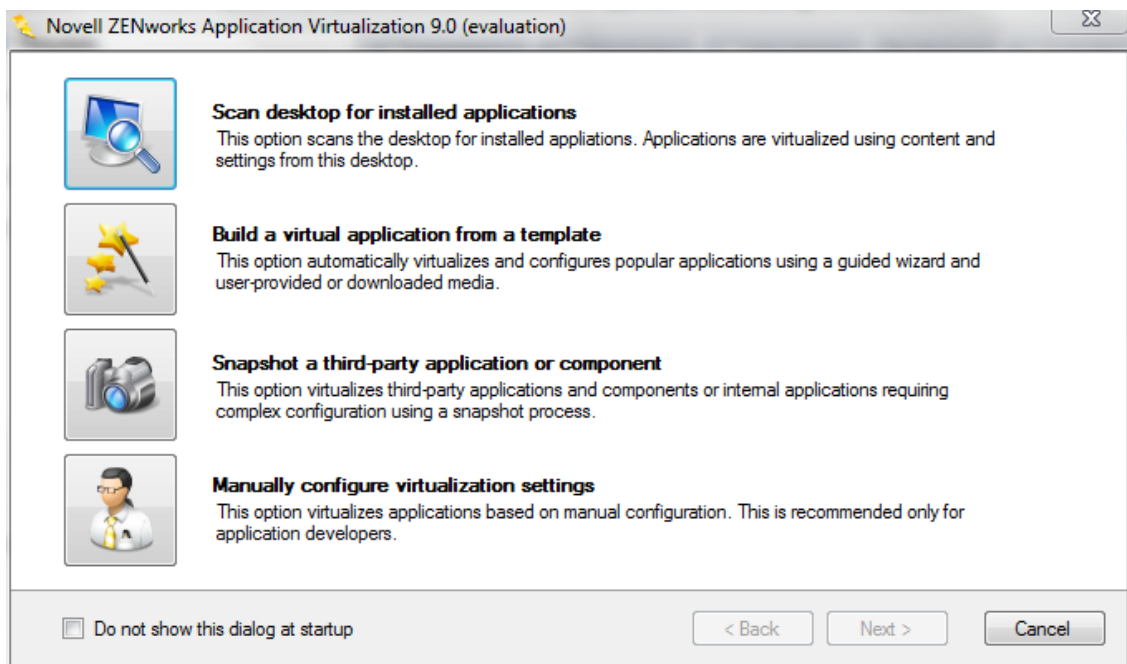 Novell ZENworks Application Virtualization 9.0 (evaluation)
Scan desktop for installed applications
This option scans the desktop for installed appliations. Applications are virtualized using content and
settings from this desktop.
Build a virtual application from a template
This option automatically virtualizes and configures popular applications using a guided wizard and
user-provided or downloaded media.
Snapshot a third-party application or component
This option virtualizes third-party applications and components or internal applications requiring
complex configuration using a snapshot process.
Manually configure virtualization settings
This option virtualizes applications based on manual configuration. This is recommended only for
application developers.
Do not show this dialog at startup
< Back
Next >
Cancel